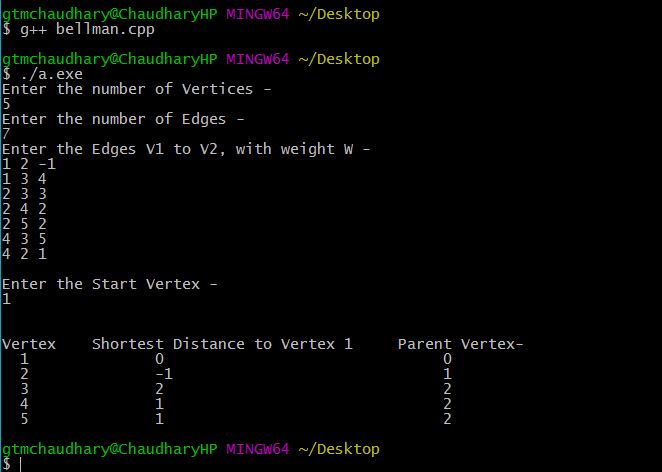 gtmchaudhary@ChaudharyHP MINGW64 ~/Desktop
$ g++ bellman.cpp
gtmchaudhary@ChaudharyHP MINGW64 ~/Desktop
$ ./a.exe
Enter the number of Vertices -
5
Enter the number of Edges -
7
Enter the Edges V1 to V2, with weight W -
1 2 -1
1 3 4
2 3 3
2 4 2
2 5 2
4 3 5
4 2 1
Enter the Start Vertex -
1
Vertex    Shortest Distance to Vertex 1     Parent Vertex-
1 0 0
2 -1 1
3 2 2
4 1 2
5 1 2
gtmchaudhary@ChaudharyHP MINGW64 ~/Desktop
$